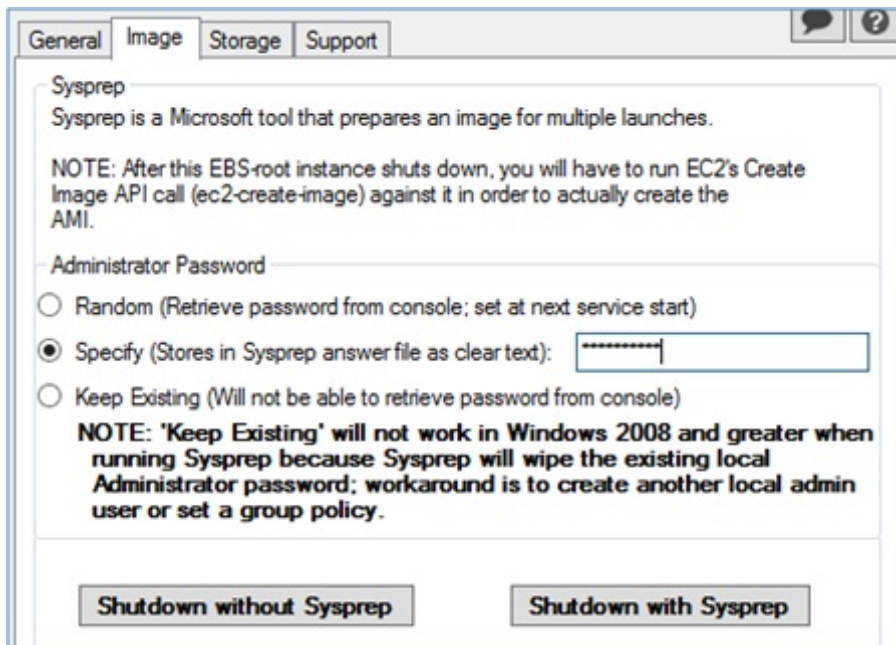 General Image Storage Support ?
Sysprep
Sysprep is a Microsoft tool that prepares an image for multiple launches.
NOTE: After this EBS-root instance shuts down, you will have to run EC2's Create
Image API call (ec2-create-image) against it in order to actually create the
AMI.
Administrator Password
Random (Retrieve password from console; set at next service start)
Specify (Stores in Sysprep answer file as clear text): **********
Keep Existing (Will not be able to retrieve password from console)
NOTE: 'Keep Existing' will not work in Windows 2008 and greater when
running Sysprep because Sysprep will wipe the existing local
Administrator password; workaround is to create another local admin
user or set a group policy.
Shutdown without Sysprep Shutdown with Sysprep